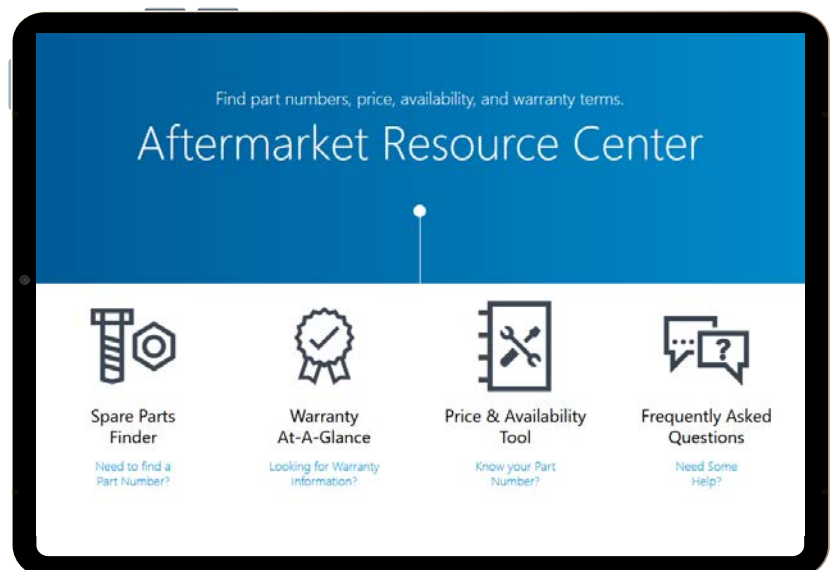 Find part numbers, price, availability, and warranty terms.
Aftermarket Resource Center
Spare Parts
Finder
Need to find a
Part Number?
Warranty
At-A-Glance
Looking for Warranty
Information?
Price & Availability
Tool
Know your Part
Number?
Frequently Asked
Questions
Need Some
Help?